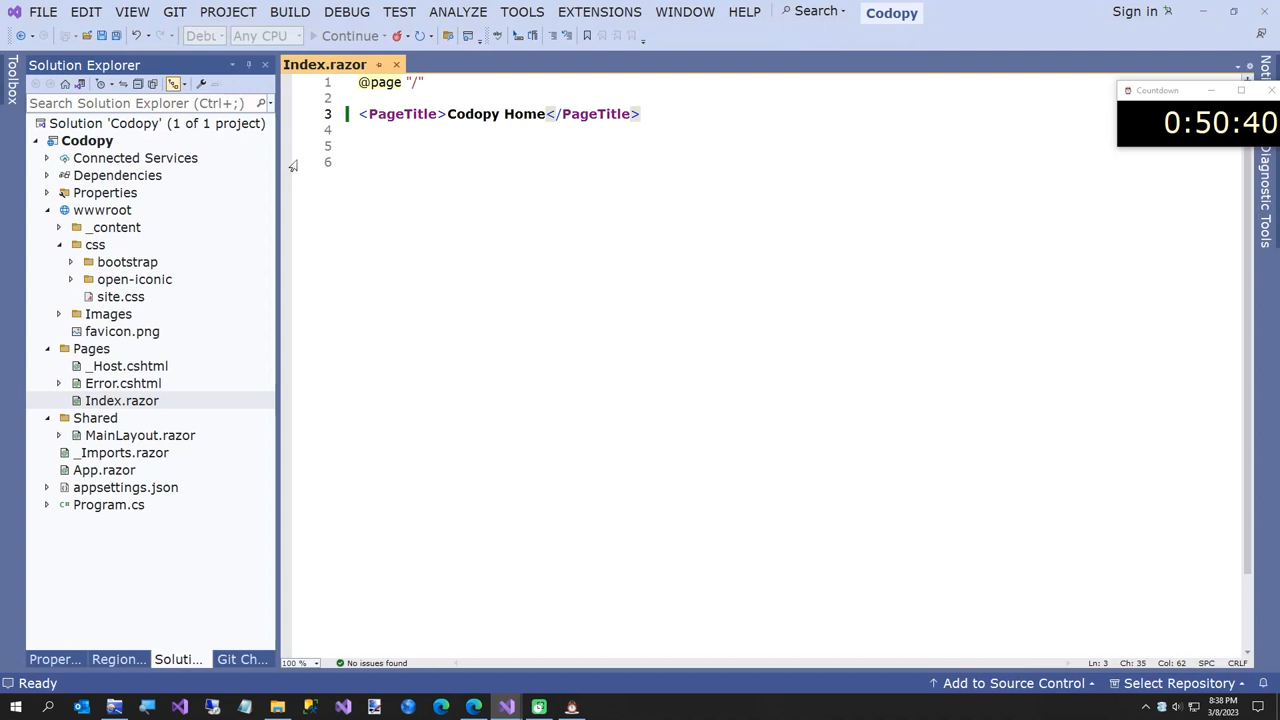 FILE EDIT VIEW GIT PROJECT BUILD DEBUG TEST ANALYZE TOOLS EXTENSIONS WINDOW HELP Search Codopy Sign in
Debu Any CPU Continue
Toolbox
Solution Explorer
Search Solution Explorer (Ctrl+;)
Solution 'Codopy' (1 of 1 project)
Codopy
Connected Services
Dependencies
Properties
wwwroot
_content
css
bootstrap
open-iconic
site.css
Images
favicon.png
Pages
_Host.cshtml
Error.cshtml
Index.razor
Shared
MainLayout.razor
_Imports.razor
App.razor
appsettings.json
Program.cs
Proper... Region... Soluti... Git Ch...
Index.razor
1 @page "/"
2
3 <PageTitle>Codopy Home</PageTitle>
4
5
6
Countdown
0:50:40
Diagnostic Tools
100 % No issues found Ln: 3 Ch: 35 Col: 62 SPC CRLF
Ready Add to Source Control Select Repository
8:38 PM
3/8/2023